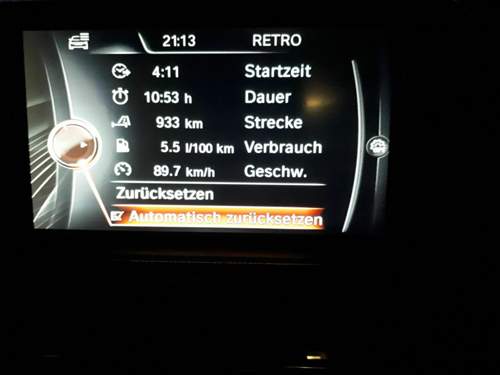 21:13 RETRO
4:11 Startzeit
10:53 h Dauer
933 km Strecke
5.5 l/100 km Verbrauch
89.7 km/h Geschw.
Zurücksetzen
Automatisch zurücksetzen